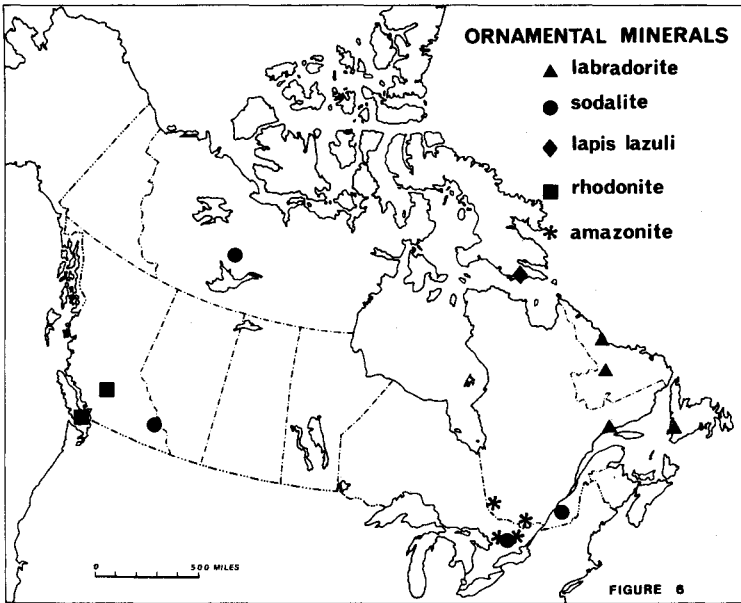 ORNAMENTAL MINERALS
labradorite
sodalite
lapis lazuli
rhodonite
amazonite
0 500 MILES
FIGURE 6